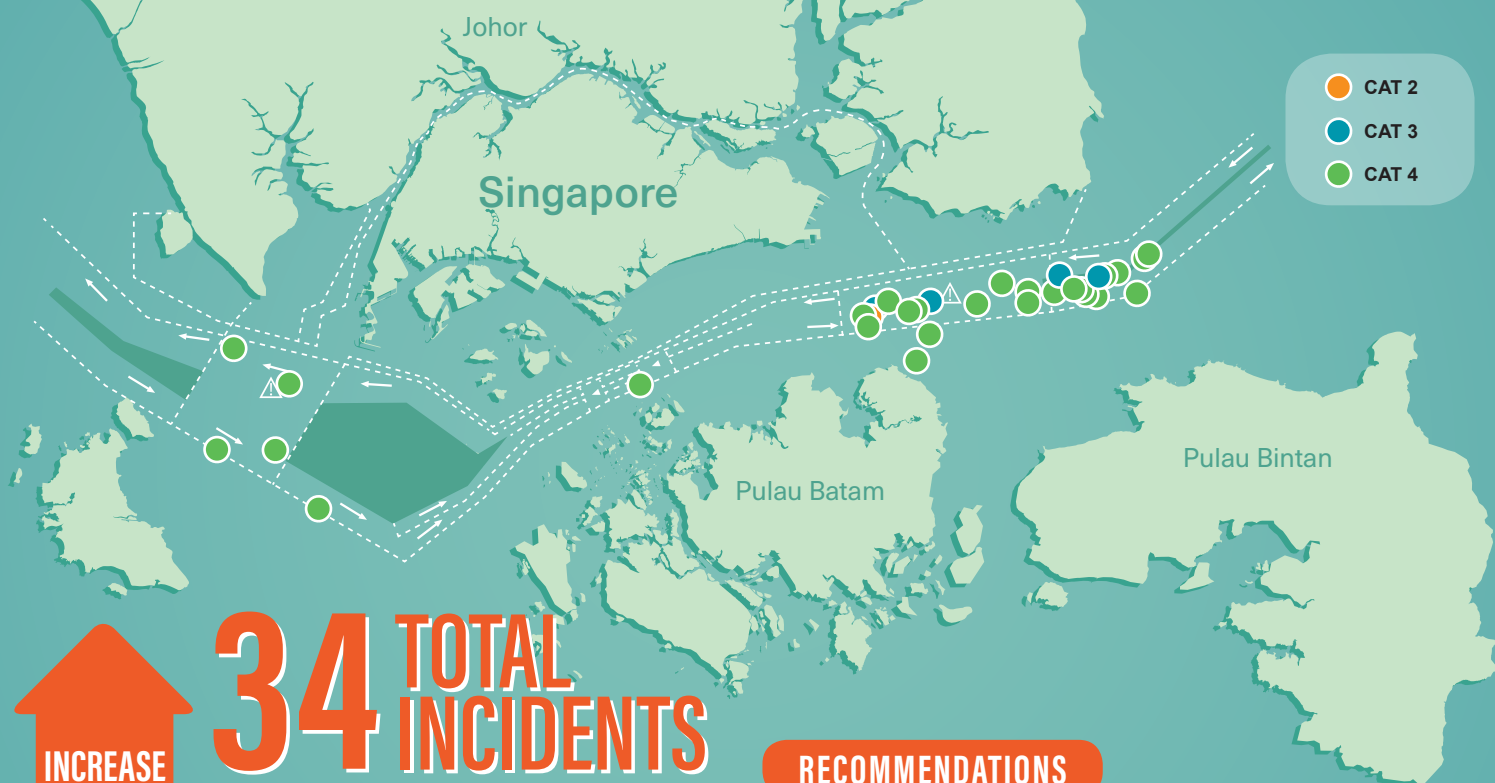 Johor
CAT 2
CAT 3
CAT 4
Singapore
Pulau Bintan
Pulau Batam
34 TOTAL
INCIDENTS
INCREASE
RECOMMENDATIONS